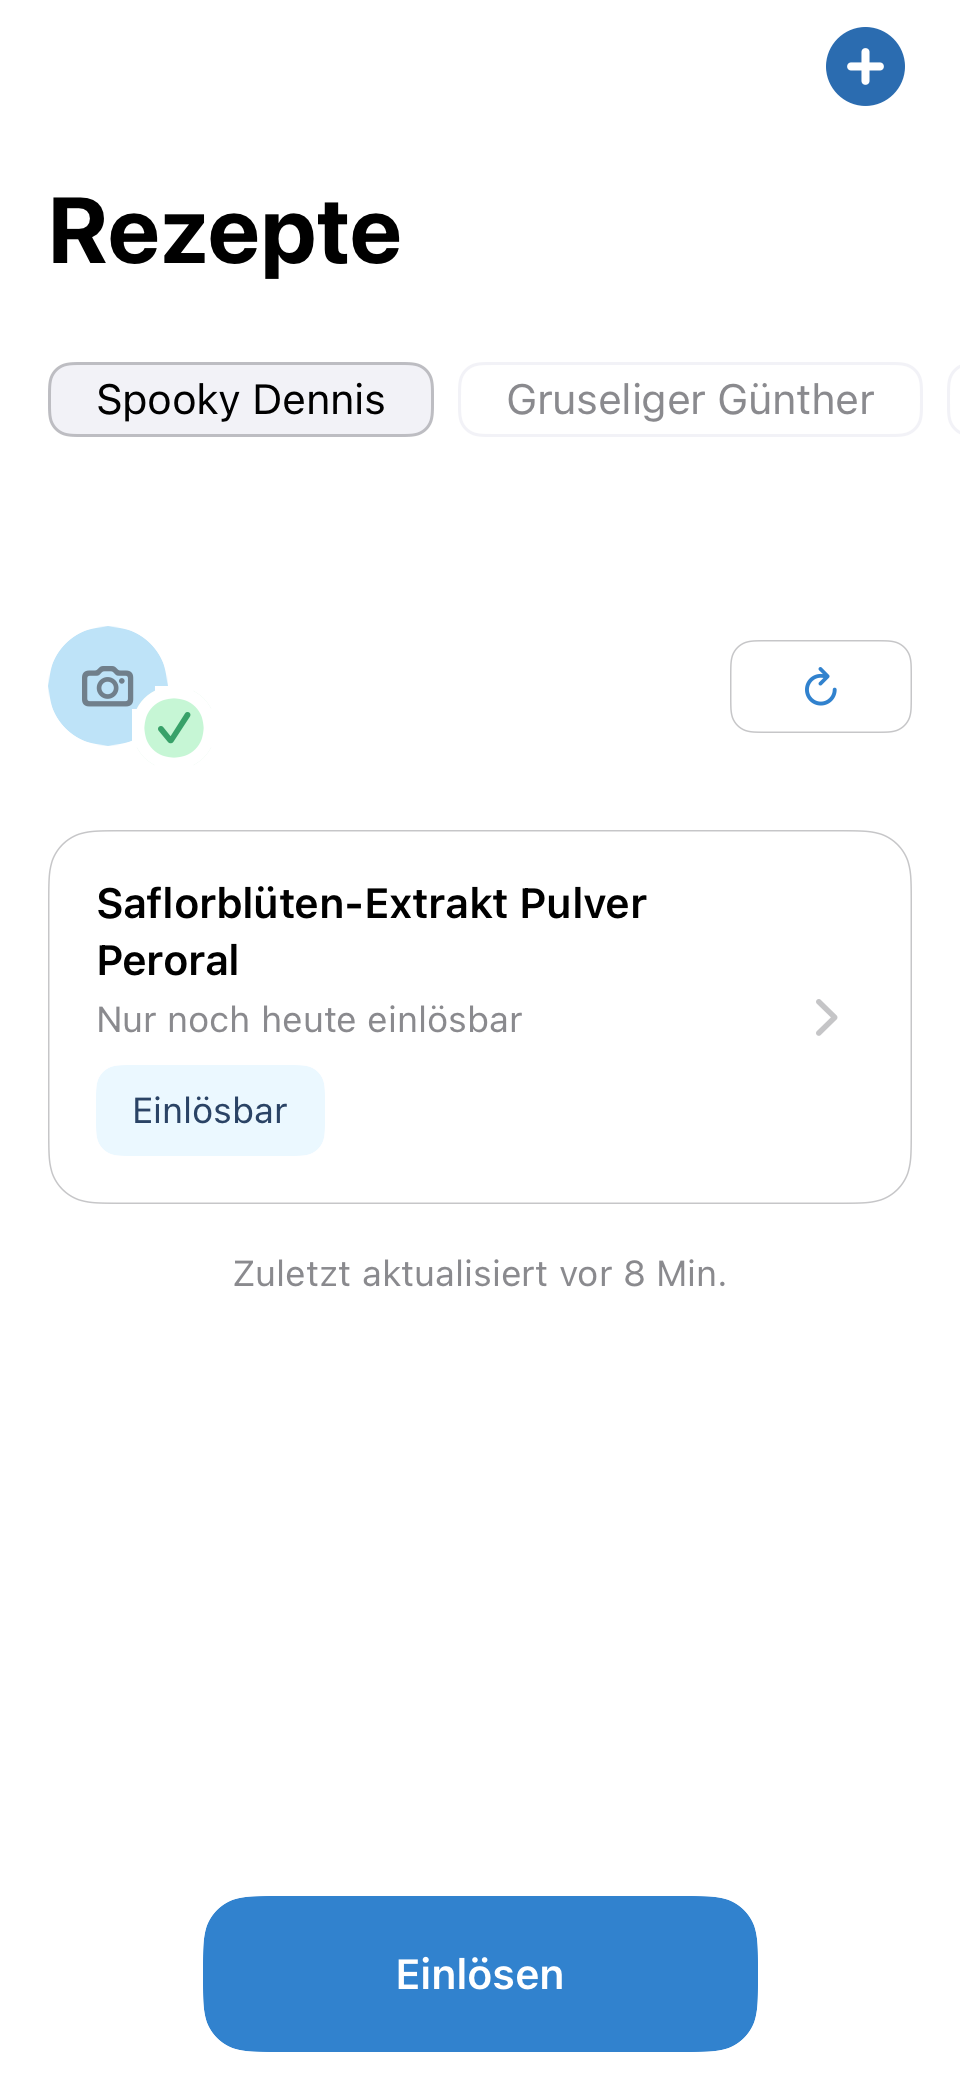 Rezepte
Spooky Dennis
Gruseliger Günther
Saflorblüten-Extrakt Pulver
Peroral
Nur noch heute einlösbar
Einlösbar
Zuletzt aktualisiert vor 8 Min.
Einlösen